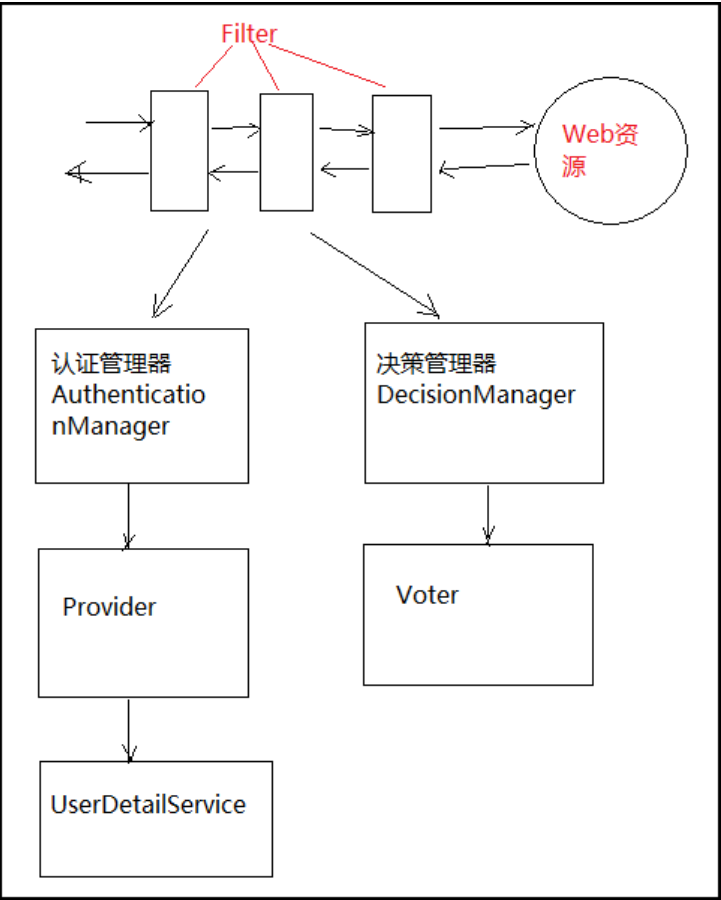 Filter
Web资
源
认证管理器
Authenticatio
nManager
决策管理器
DecisionManager
Provider
Voter
UserDetailService